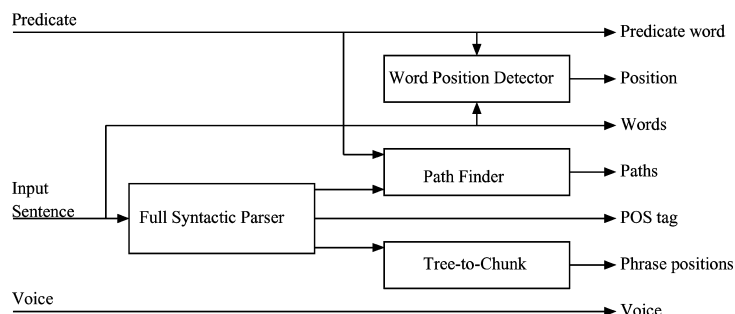 Predicate
Predicate word
Word Position Detector
Position
Words
Path Finder
Paths
Input
Sentence
Full Syntactic Parser
POS tag
Tree-to-Chunk
Phrase positions
Voice
Voice